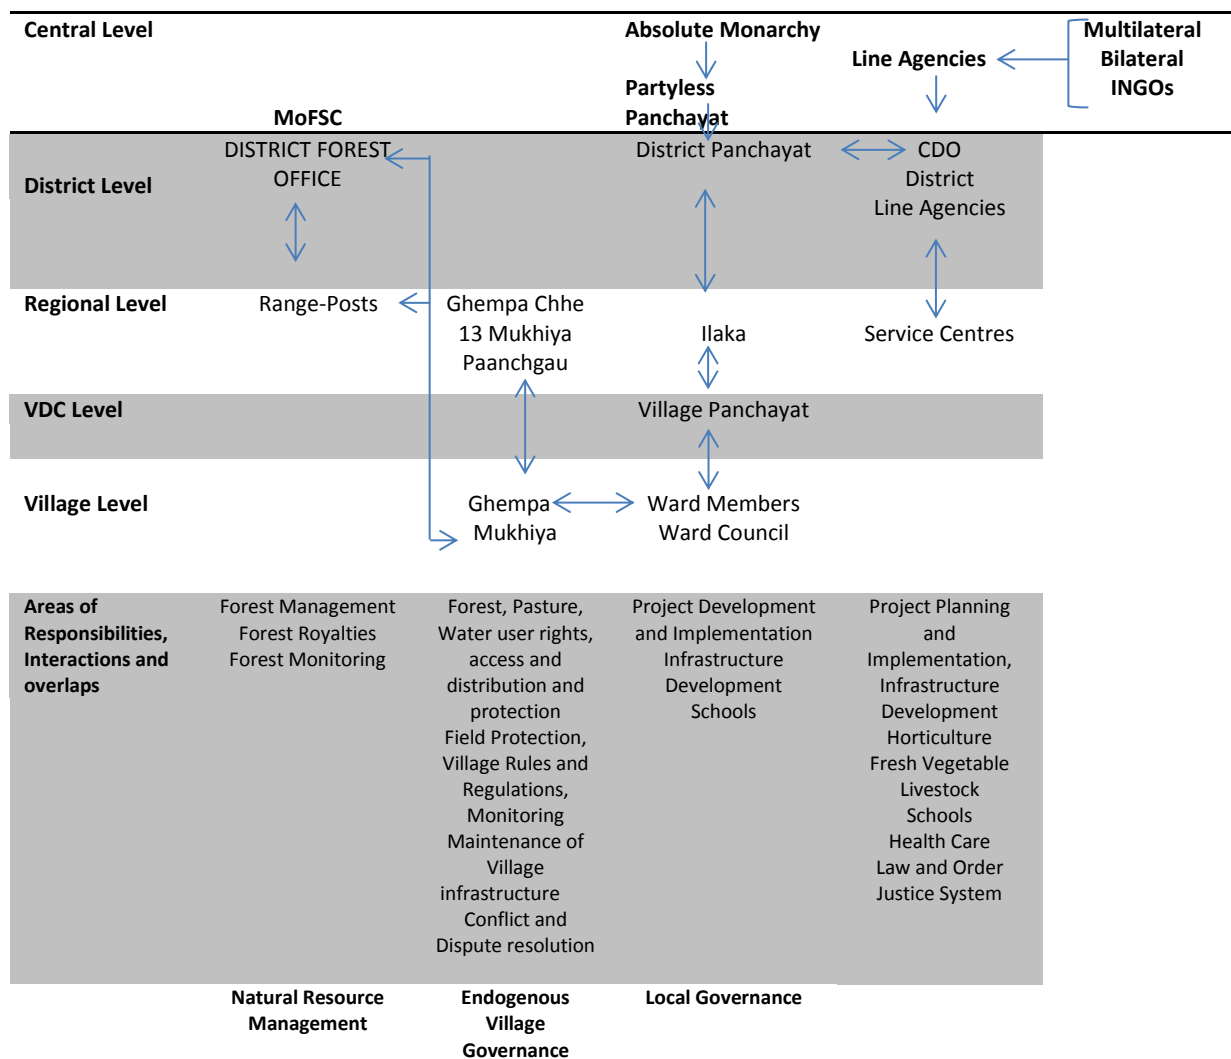 Central Level
Absolute Monarchy
Multilateral
Bilateral
INGOs
Line Agencies
Partyless
Panchayat
MoFSC
District Level
DISTRICT FOREST
OFFICE
District Panchayat
CDO
District
Line Agencies
Regional Level
Range-Posts
Ghempa Chhe
13 Mukhiya
Paanchgau
Ilaka
Service Centres
VDC Level
Village Panchayat
Village Level
Ghempa
Mukhiya
Ward Members
Ward Council
Areas of
Responsibilities,
Interactions and
overlaps
Forest Management
Forest Royalties
Forest Monitoring
Forest, Pasture,
Water user rights,
access and
distribution and
protection
Field Protection,
Village Rules and
Regulations,
Monitoring
Maintenance of
Village
infrastructure
Conflict and
Dispute resolution
Project Development
and Implementation
Infrastructure
Development
Schools
Project Planning
and
Implementation,
Infrastructure
Development
Horticulture
Fresh Vegetable
Livestock
Schools
Health Care
Law and Order
Justice System
Natural Resource
Management
Endogenous
Village
Governance
Local Governance